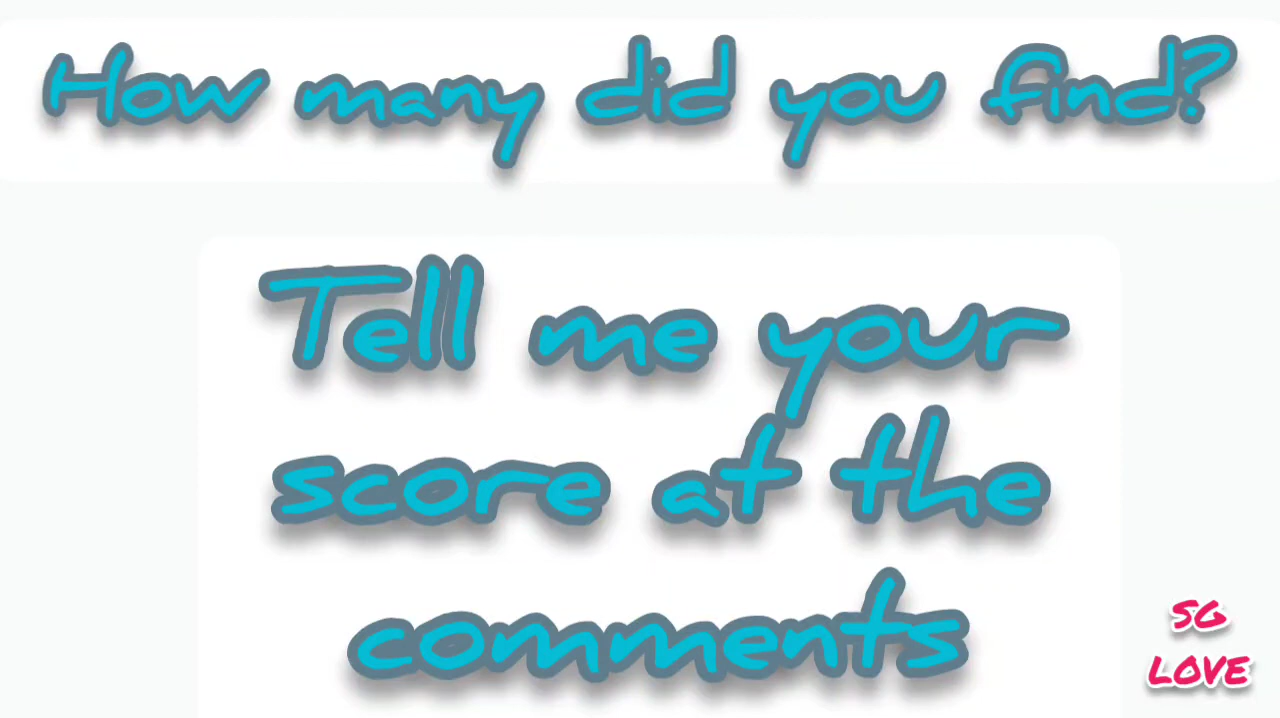 How many did you find?
Tell me your
score at the
comments
SG
LOVE